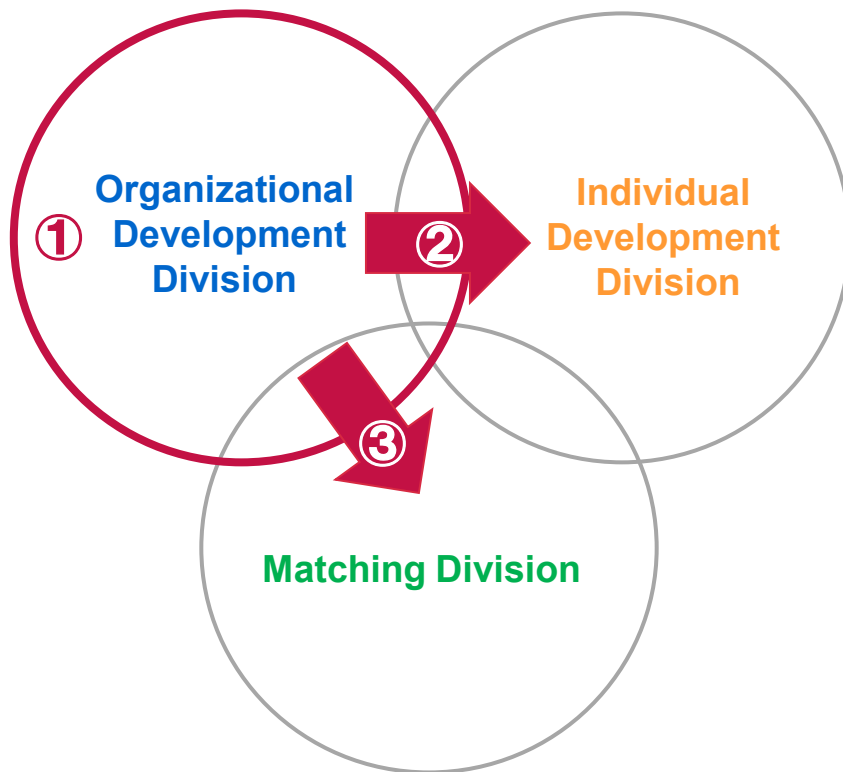 ①
Organizational
Development
Division
②
Individual
Development
Division
③
Matching Division